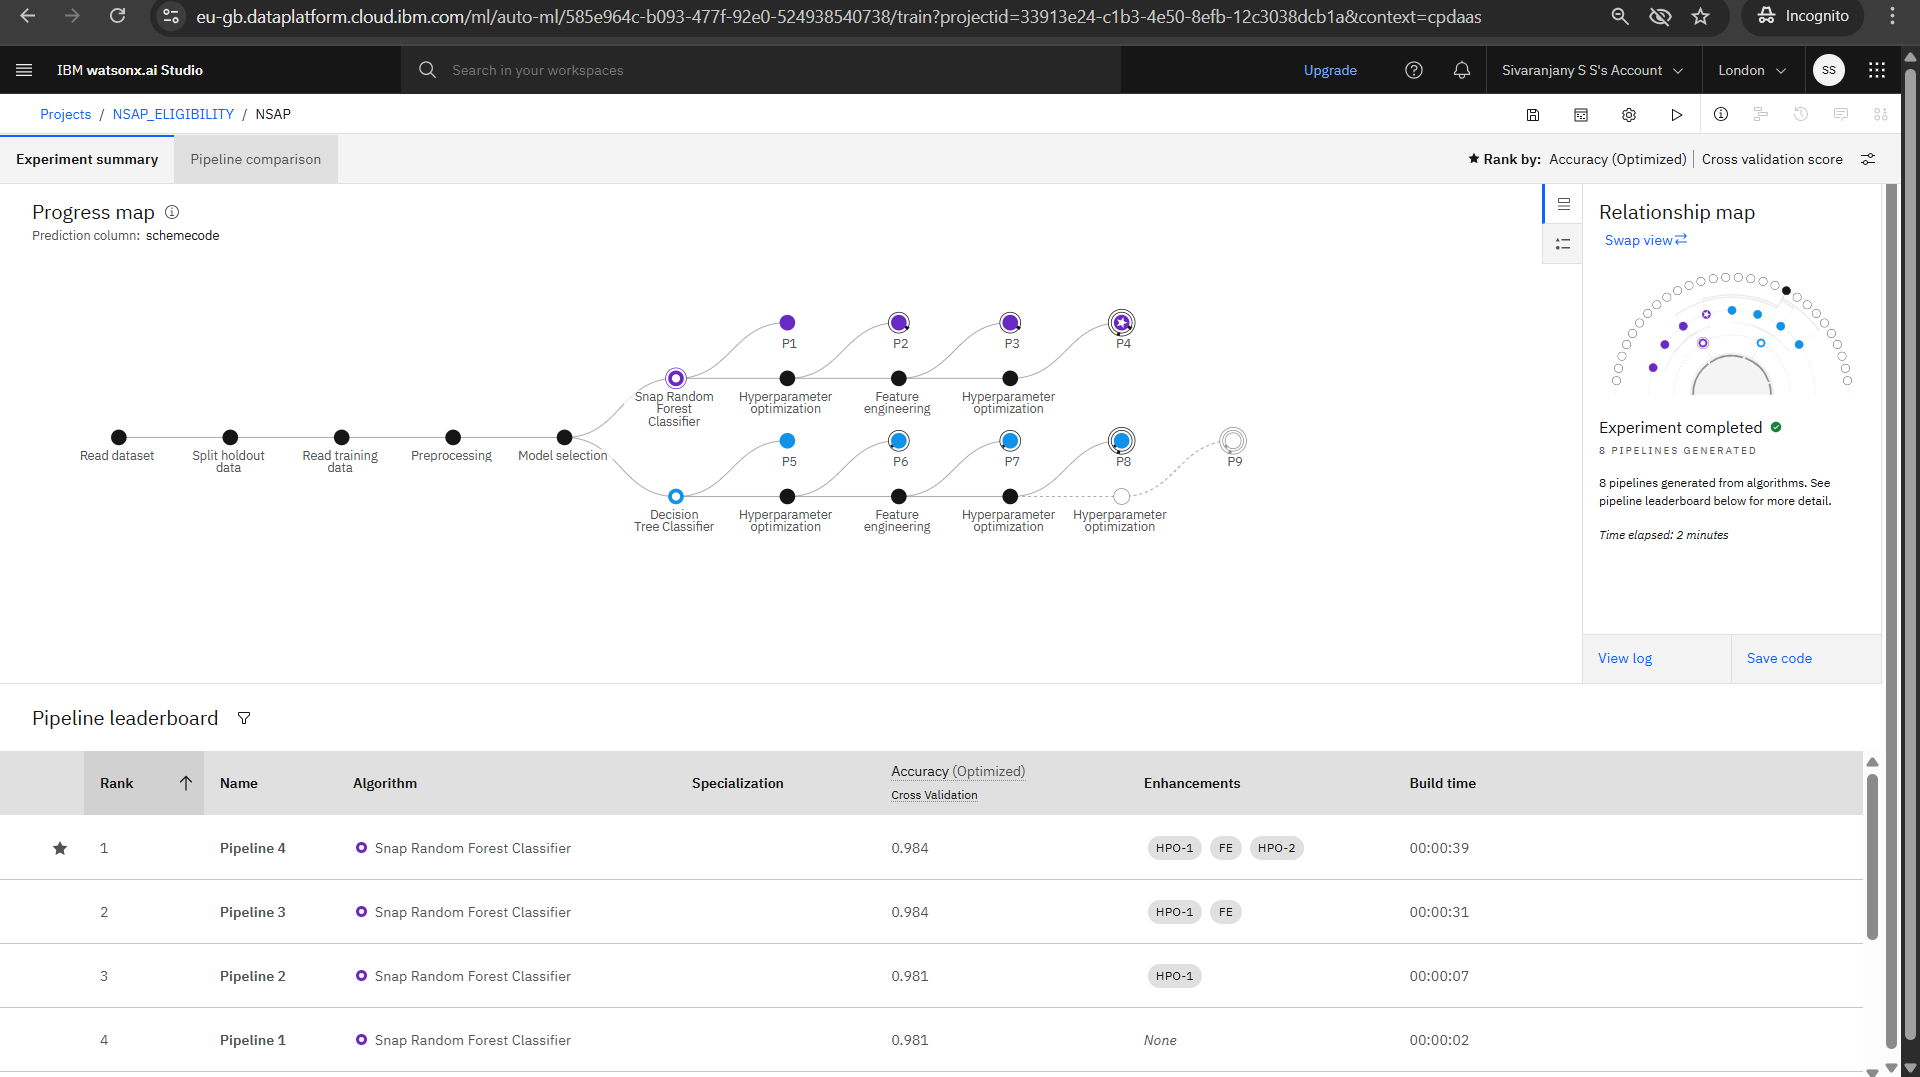 eu-gb.dataplatform.cloud.ibm.com/ml/auto-ml/585e964c-b093-477f-92e0-524938540738/train?projectid=33913e24-c1b3-4e50-8efb-12c3038dcb1a&context=cpdaas
Incognito
IBM watsonx.ai Studio
Search in your workspaces
Upgrade
Sivaranjany S S's Account
London
SS
Projects / NSAP_ELIGIBILITY / NSAP
Experiment summary
Pipeline comparison
Rank by: Accuracy (Optimized) | Cross validation score
Progress map
Prediction column: schemecode
P1
P2
P3
P4
Snap Random
Forest
Classifier
Hyperparameter
optimization
Feature
engineering
Hyperparameter
optimization
Read dataset
Split holdout
data
Read training
data
Preprocessing
Model selection
P5
P6
P7
P8
P9
Decision
Tree Classifier
Hyperparameter
optimization
Feature
engineering
Hyperparameter
optimization
Hyperparameter
optimization
Relationship map
Swap view
Experiment completed
8 PIPELINES GENERATED
8 pipelines generated from algorithms. See
pipeline leaderboard below for more detail.
Time elapsed: 2 minutes
View log
Save code
Pipeline leaderboard
Rank
Name
Algorithm
Specialization
Accuracy (Optimized)
Cross Validation
Enhancements
Build time
1 Pipeline 4 Snap Random Forest Classifier 0.984 HPO-1 FE HPO-2 00:00:39
2 Pipeline 3 Snap Random Forest Classifier 0.984 HPO-1 FE 00:00:31
3 Pipeline 2 Snap Random Forest Classifier 0.981 HPO-1 00:00:07
4 Pipeline 1 Snap Random Forest Classifier 0.981 None 00:00:02